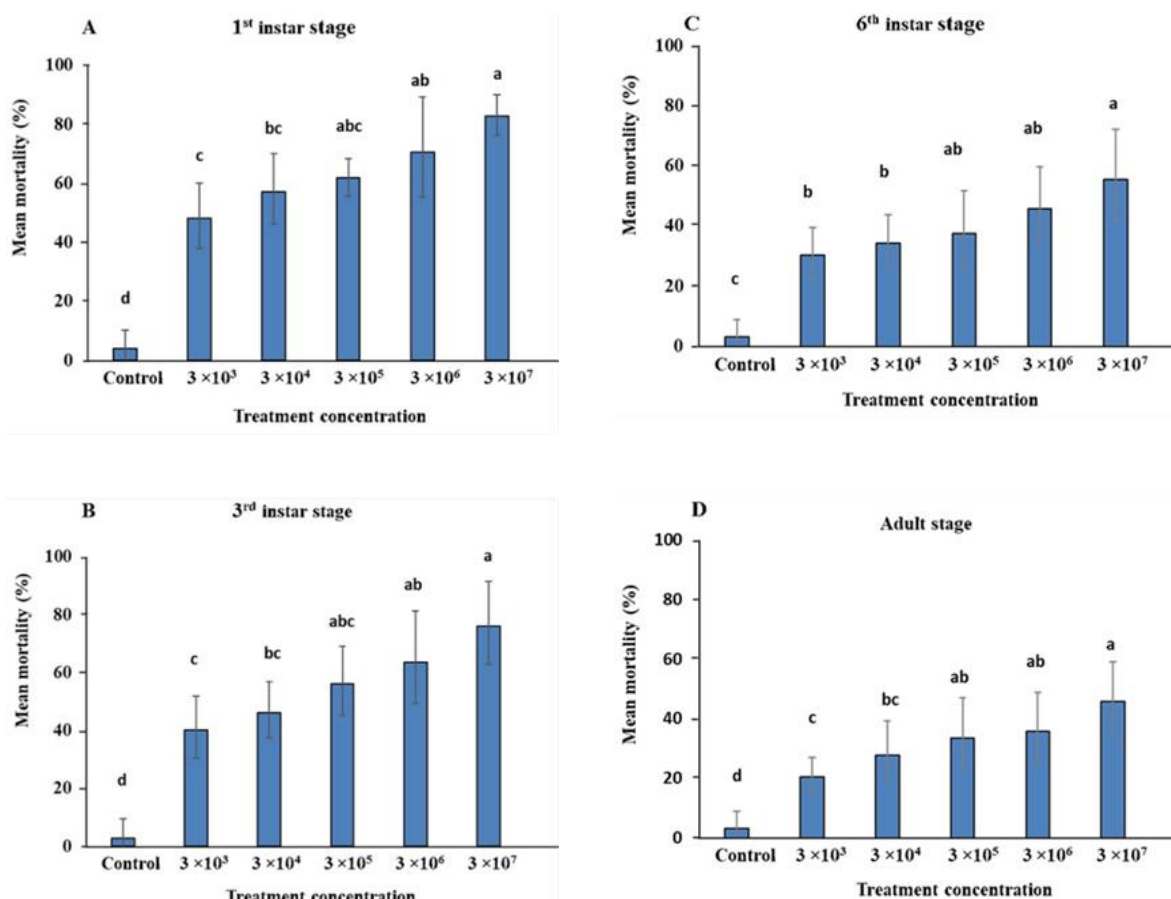 A
1st instar stage
Mean mortality (%)
100
80
60
40
20
0
d
c
bc
abc
ab
a
Control 3 ×10³ 3 ×10⁴ 3 ×10⁵ 3 ×10⁶ 3 ×10⁷
Treatment concentration
C
6th instar stage
Mean mortality (%)
100
80
60
40
20
0
c
b
b
ab
ab
a
Control 3 ×10³ 3 ×10⁴ 3 ×10⁵ 3 ×10⁶ 3 ×10⁷
Treatment concentration
B
3rd instar stage
Mean mortality (%)
100
80
60
40
20
0
d
c
bc
abc
ab
a
Control 3 ×10³ 3 ×10⁴ 3 ×10⁵ 3 ×10⁶ 3 ×10⁷
Treatment concentration
D
Adult stage
Mean mortality (%)
100
80
60
40
20
0
d
c
bc
ab
ab
a
Control 3 ×10³ 3 ×10⁴ 3 ×10⁵ 3 ×10⁶ 3 ×10⁷
Treatment concentration